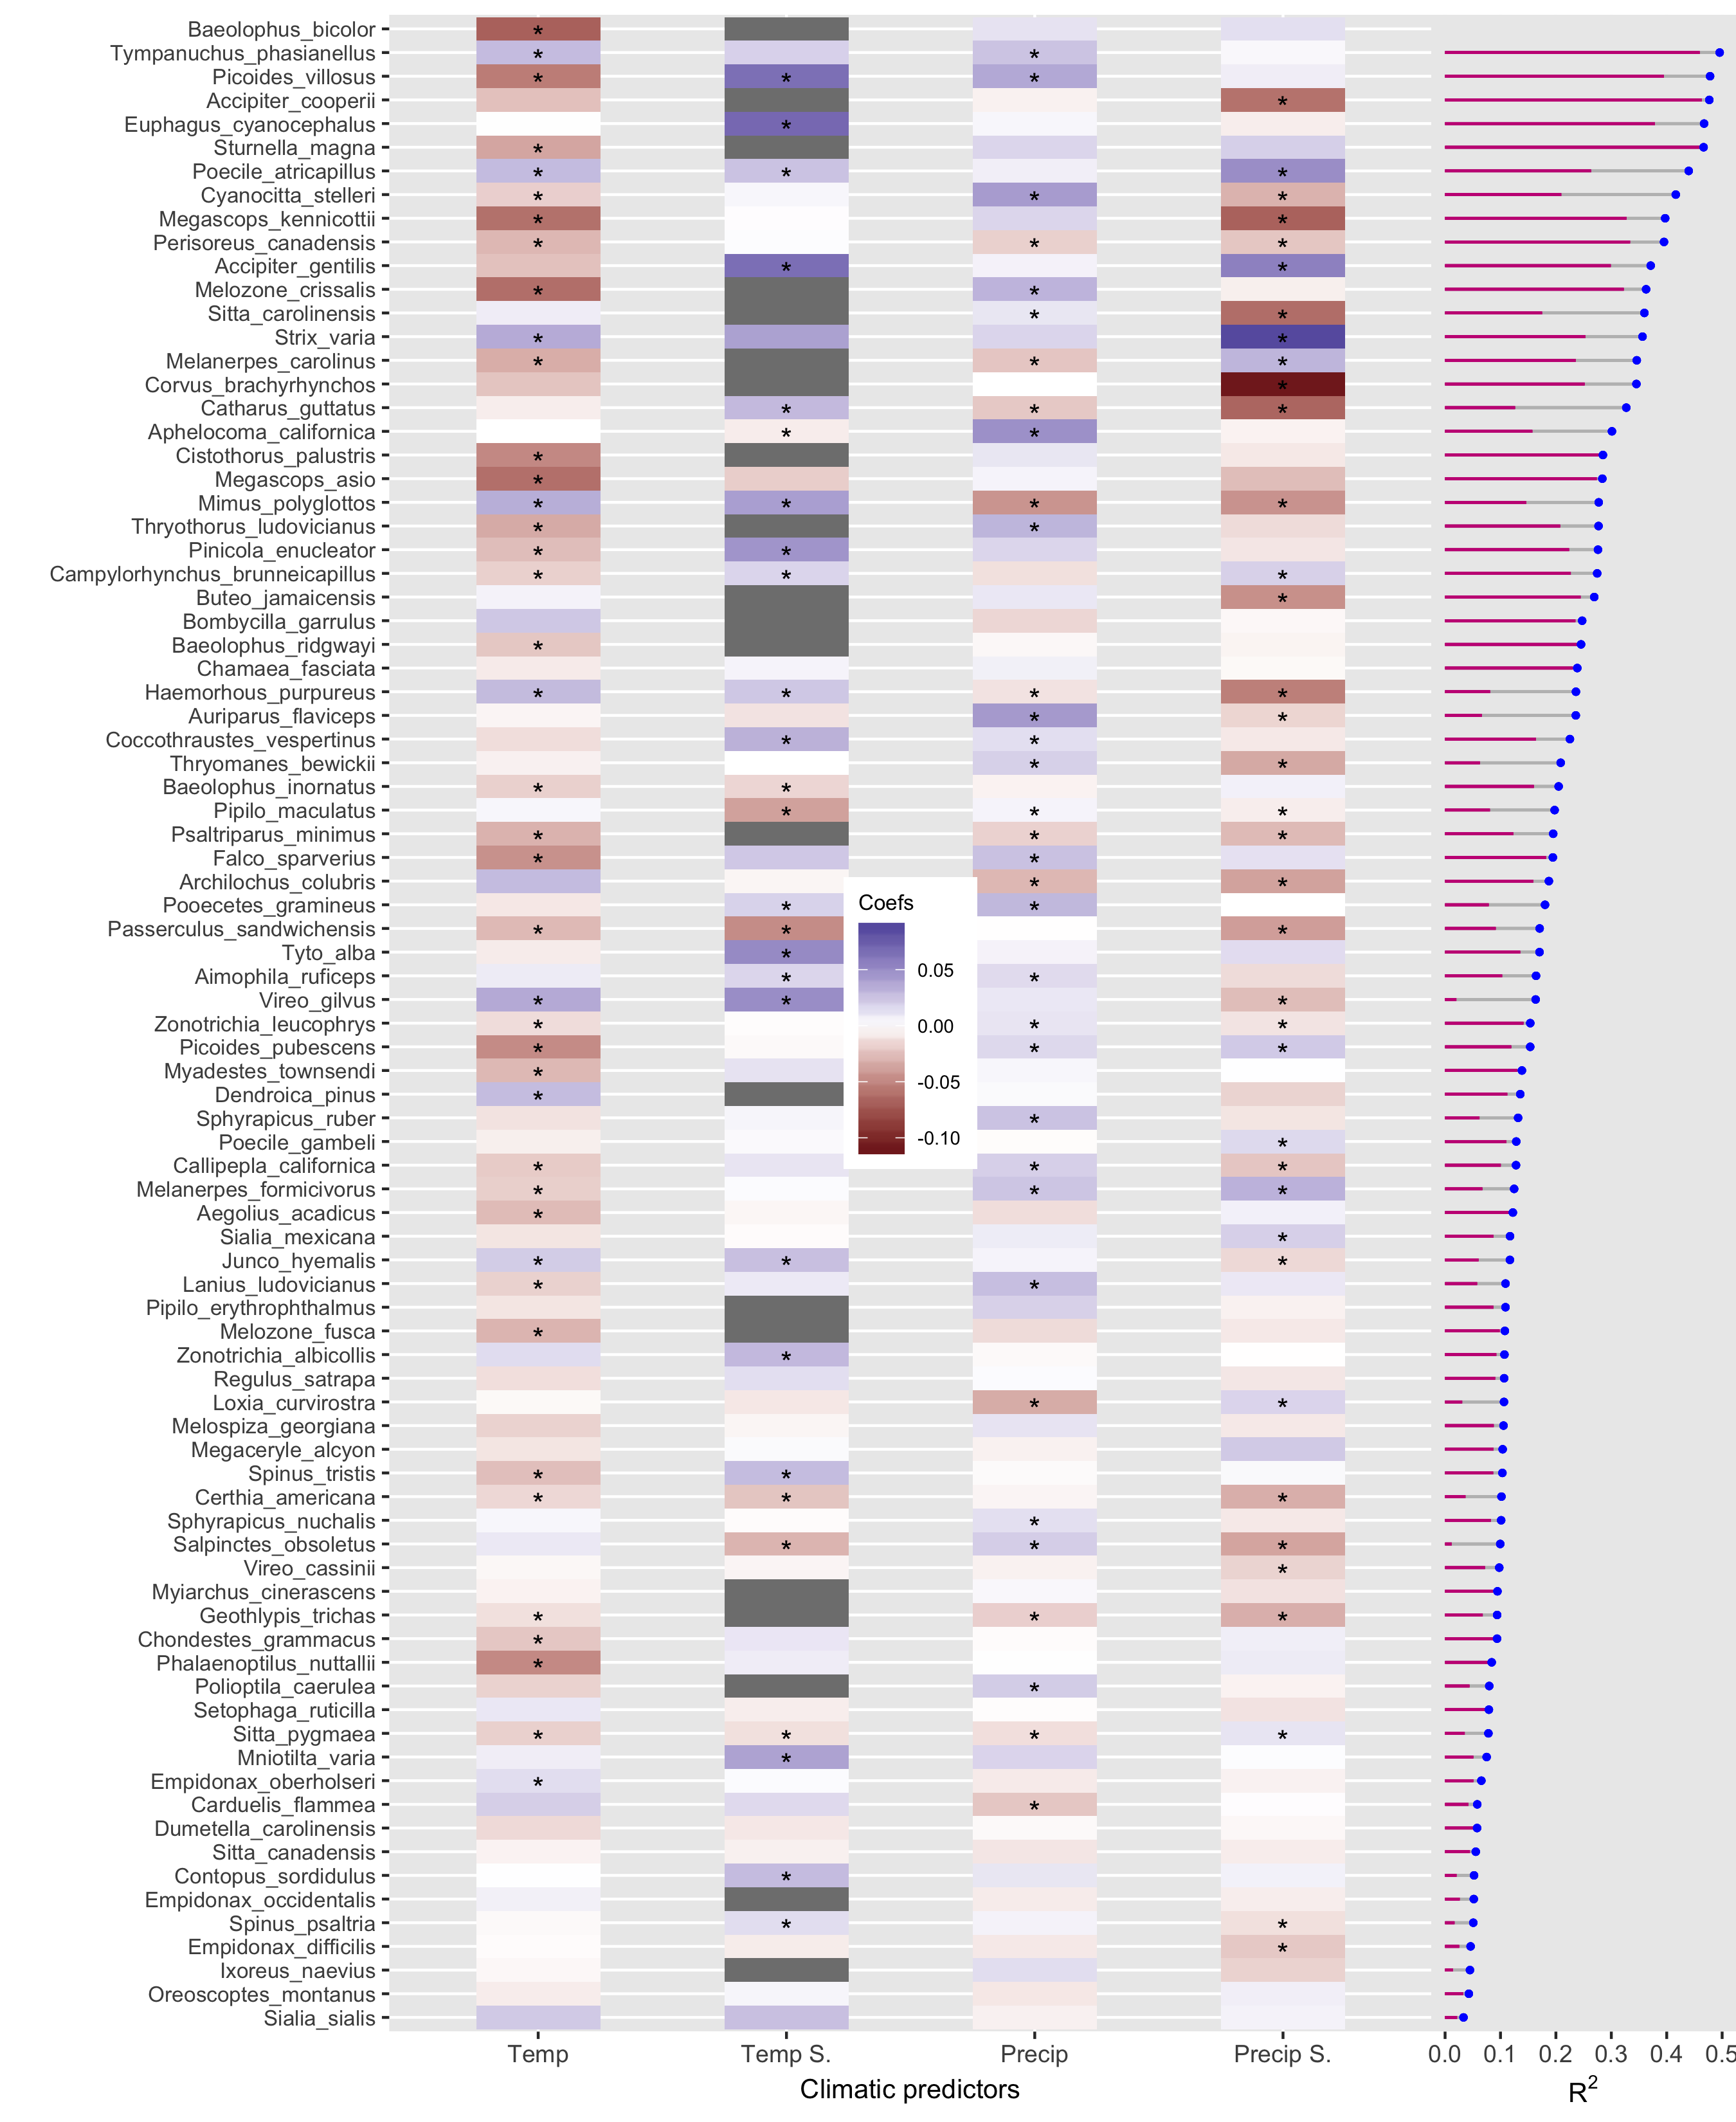 Baeolophus_bicolor *
Tympanuchus_phasianellus * *
Picoides_villosus * * *
Accipiter_cooperii *
Euphagus_cyanocephalus *
Sturnella_magna *
Poecile_atricapillus * * *
Cyanocitta_stelleri * * *
Megascops_kennicottii * *
Perisoreus_canadensis * * *
Accipiter_gentilis * *
Melozone_crissalis * *
Sitta_carolinensis * *
Strix_varia * *
Melanerpes_carolinus * * *
Corvus_brachyrhynchos *
Catharus_guttatus * * *
Aphelocoma_californica * *
Cistothorus_palustris *
Megascops_asio *
Mimus_polyglottos * * * *
Thryothorus_ludovicianus * *
Pinicola_enucleator * *
Campylorhynchus_brunneicapillus * * *
Buteo_jamaicensis *
Bombycilla_garrulus
Baeolophus_ridgwayi *
Chamaea_fasciata
Haemorhous_purpureus * * * *
Auriparus_flaviceps * *
Coccothraustes_vespertinus * *
Thryomanes_bewickii * *
Baeolophus_inornatus * *
Pipilo_maculatus * * *
Psaltriparus_minimus * * *
Falco_sparverius * *
Archilochus_colubris * *
Pooecetes_gramineus * *
Passerculus_sandwichensis * * *
Tyto_alba *
Aimophila_ruficeps * *
Vireo_gilvus * * *
Zonotrichia_leucophrys * * *
Picoides_pubescens * * *
Myadestes_townsendi *
Dendroica_pinus *
Sphyrapicus_ruber *
Poecile_gambeli *
Callipepla_californica * * *
Melanerpes_formicivorus * * *
Aegolius_acadicus *
Sialia_mexicana *
Junco_hyemalis * * *
Lanius_ludovicianus * *
Pipilo_erythrophthalmus
Melozone_fusca *
Zonotrichia_albicollis *
Regulus_satrapa
Loxia_curvirostra * *
Melospiza_georgiana
Megaceryle_alcyon
Spinus_tristis * *
Certhia_americana * * *
Sphyrapicus_nuchalis *
Salpinctes_obsoletus * * *
Vireo_cassinii *
Myiarchus_cinerascens
Geothlypis_trichas * * *
Chondestes_grammacus *
Phalaenoptilus_nuttallii *
Polioptila_caerulea *
Setophaga_ruticilla
Sitta_pygmaea * * * *
Mniotilta_varia *
Empidonax_oberholseri *
Carduelis_flammea *
Dumetella_carolinensis
Sitta_canadensis
Contopus_sordidulus *
Empidonax_occidentalis
Spinus_psaltria * *
Empidonax_difficilis *
Ixoreus_naevius
Oreoscoptes_montanus
Sialia_sialis
Coefs
0.05
0.00
-0.05
-0.10
Temp Temp S. Precip Precip S.
0.0 0.1 0.2 0.3 0.4 0.5
Climatic predictors
R²